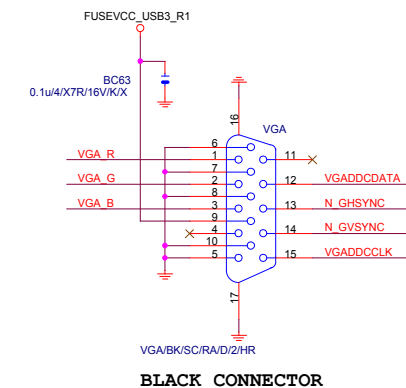 FUSEVCC_USB3_R1
BC63
0.1u/4/X7R/16V/K/X
16
VGA
6
VGA_R
1
11
7
VGA_G
2
12
VGADDCDATA
8
VGA_B
3
13
N_GHSYNC
9
4
14
N_GVSYNC
10
5
15
VGADDCCLK
17
VGA/BK/SC/RA/D/2/HR
BLACK CONNECTOR